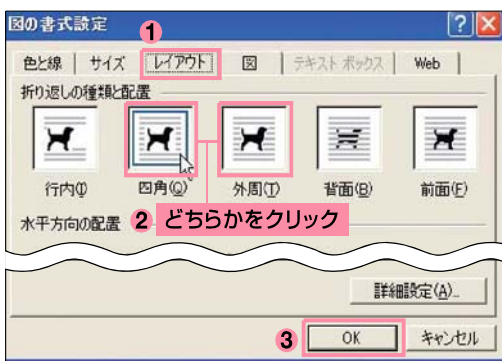 図の書式設定
1
色と線 サイズ レイアウト 図 テキスト ボックス Web
折り返しの種類と配置
行内(I) 四角(Q) 外周(T) 背面(B) 前面(F)
2 どちらかをクリック
水平方向の配置
詳細設定(A)...
3 OK キャンセル